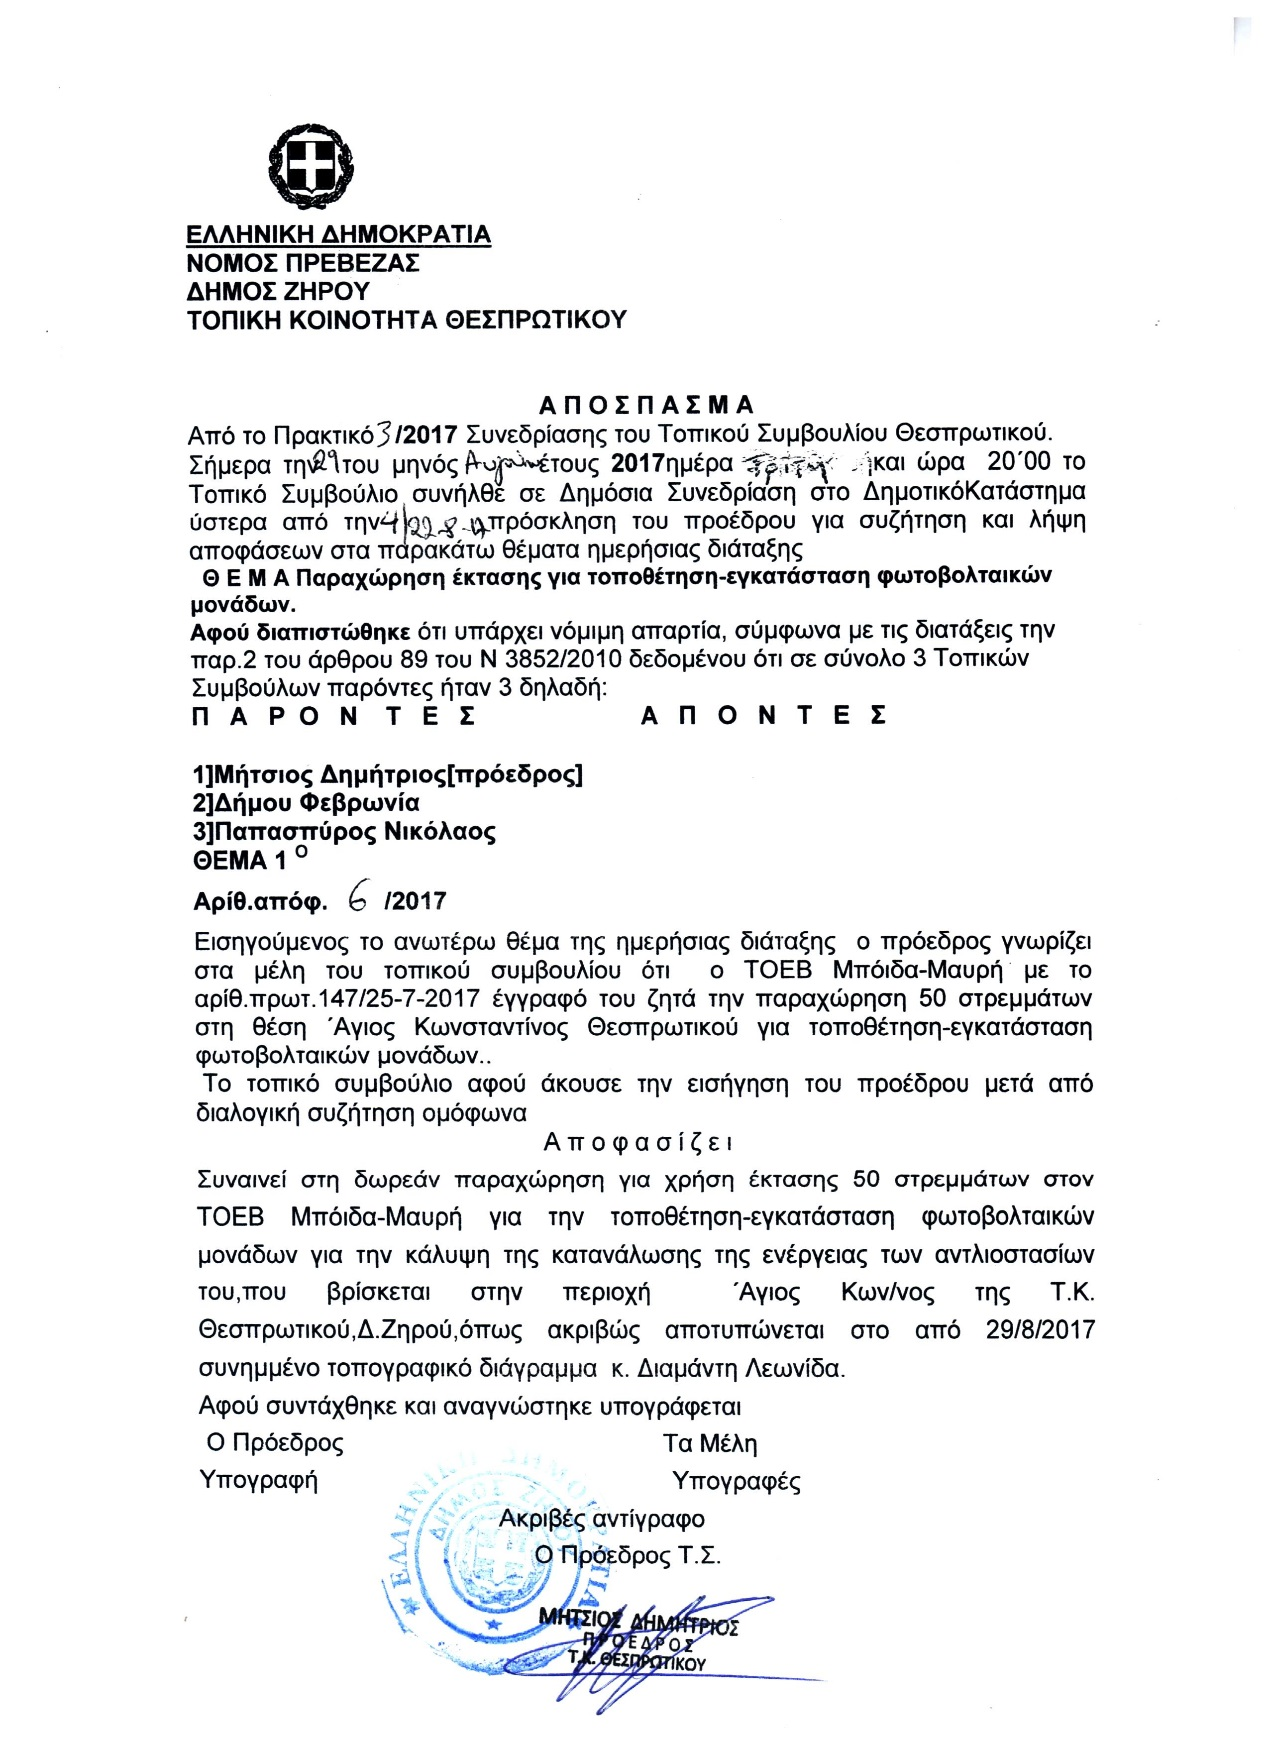 ΕΛΛΗΝΙΚΗ ΔΗΜΟΚΡΑΤΙΑ
ΝΟΜΟΣ ΠΡΕΒΕΖΑΣ
ΔΗΜΟΣ ΖΗΡΟΥ
ΤΟΠΙΚΗ ΚΟΙΝΟΤΗΤΑ ΘΕΣΠΡΩΤΙΚΟΥ
Α Π Ο Σ Π Α Σ Μ Α
Από το Πρακτικό 3/2017 Συνεδρίασης του Τοπικού Συμβουλίου Θεσπρωτικού.
Σήμερα την 29 του μηνός έτους 2017ημέρα Τρίτη και ώρα 20΄00 το
Τοπικό Συμβούλιο συνήλθε σε Δημόσια Συνεδρίαση στο ΔημοτικόΚατάστημα
ύστερα από την 4/22-8-17 πρόσκληση του προέδρου για συζήτηση και λήψη
αποφάσεων στα παρακάτω θέματα ημερήσιας διάταξης
Θ Ε Μ Α Παραχώρηση έκτασης για τοποθέτηση-εγκατάσταση φωτοβολταικών
μονάδων.
Αφού διαπιστώθηκε ότι υπάρχει νόμιμη απαρτία, σύμφωνα με τις διατάξεις την
παρ.2 του άρθρου 89 του Ν 3852/2010 δεδομένου ότι σε σύνολο 3 Τοπικών
Συμβούλων παρόντες ήταν 3 δηλαδή:
Π Α Ρ Ο Ν Τ Ε Σ Α Π Ο Ν Τ Ε Σ
1]Μήτσιος Δημήτριος[πρόεδρος]
2]Δήμου Φεβρωνία
3]Παπασπύρος Νικόλαος
ΘΕΜΑ 1 Ο
Αρίθ.απόφ. 6 /2017
Εισηγούμενος το ανωτέρω θέμα της ημερήσιας διάταξης ο πρόεδρος γνωρίζει
στα μέλη του τοπικού συμβουλίου ότι ο ΤΟΕΒ Μπόιδα-Μαυρή με το
αρίθ.πρωτ.147/25-7-2017 έγγραφό του ζητά την παραχώρηση 50 στρεμμάτων
στη θέση Άγιος Κωνσταντίνος Θεσπρωτικού για τοποθέτηση-εγκατάσταση
φωτοβολταικών μονάδων..
Το τοπικό συμβούλιο αφού άκουσε την εισήγηση του προέδρου μετά από
διαλογική συζήτηση ομόφωνα
Α π ο φ α σ ί ζ ε ι
Συναινεί στη δωρεάν παραχώρηση για χρήση έκτασης 50 στρεμμάτων στον
ΤΟΕΒ Μπόιδα-Μαυρή για την τοποθέτηση-εγκατάσταση φωτοβολταικών
μονάδων για την κάλυψη της κατανάλωσης της ενέργειας των αντλιοστασίων
του,που βρίσκεται στην περιοχή Άγιος Κων/νος της Τ.Κ.
Θεσπρωτικού,Δ.Ζηρού,όπως ακριβώς αποτυπώνεται στο από 29/8/2017
συνημμένο τοπογραφικό διάγραμμα κ. Διαμάντη Λεωνίδα.
Αφού συντάχθηκε και αναγνώστηκε υπογράφεται
Ο Πρόεδρος Τα Μέλη
Υπογραφή Υπογραφές
Ακριβές αντίγραφο
Ο Πρόεδρος Τ.Σ.
ΕΛΛΗΝΙΚΗ ΔΗΜΟΚΡΑΤΙΑ
ΔΗΜΟΣ ΖΗΡΟΥ
ΜΗΤΣΙΟΣ ΔΗΜΗΤΡΙΟΣ
ΠΡΟΕΔΡΟΣ
Τ.Κ. ΘΕΣΠΡΩΤΙΚΟΥ